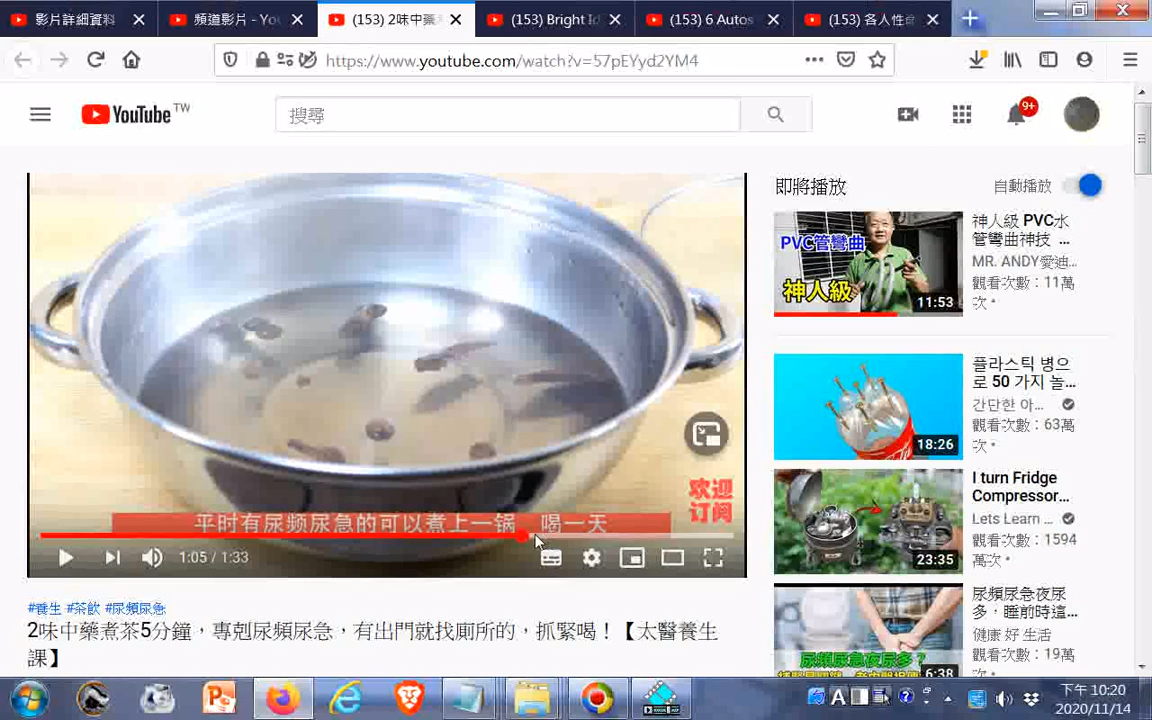 影片詳細資料
頻道影片 - You
(153) 2味中藥
(153) Bright Id
(153) 6 Autos
(153) 各人性命
https://www.youtube.com/watch?v=57pEYyd2YM4
YouTube TW
搜尋
9+
即將播放
自動播放
PVC管彎曲
神人級
11:53
神人級 PVC水
管彎曲神技 ...
MR. ANDY愛迪...
觀看次數：11萬
次 •
18:26
플라스틱 병으
로 50 가지 놀...
간단한 아...
觀看次數：63萬
次 •
23:35
I turn Fridge
Compressor...
Lets Learn ...
觀看次數：1594
萬次 •
尿頻尿急夜尿多？
6:38
尿頻尿急夜尿
多，睡前時這...
健康 好 生活
觀看次數：19萬
欢迎
订阅
平时有尿频尿急的可以煮上一锅 喝一天
1:05 / 1:33
#養生 #茶飲 #尿頻尿急
2味中藥煮茶5分鐘，專剋尿頻尿急，有出門就找廁所的，抓緊喝！【太醫養生
課】
下午 10:20
2020/11/14